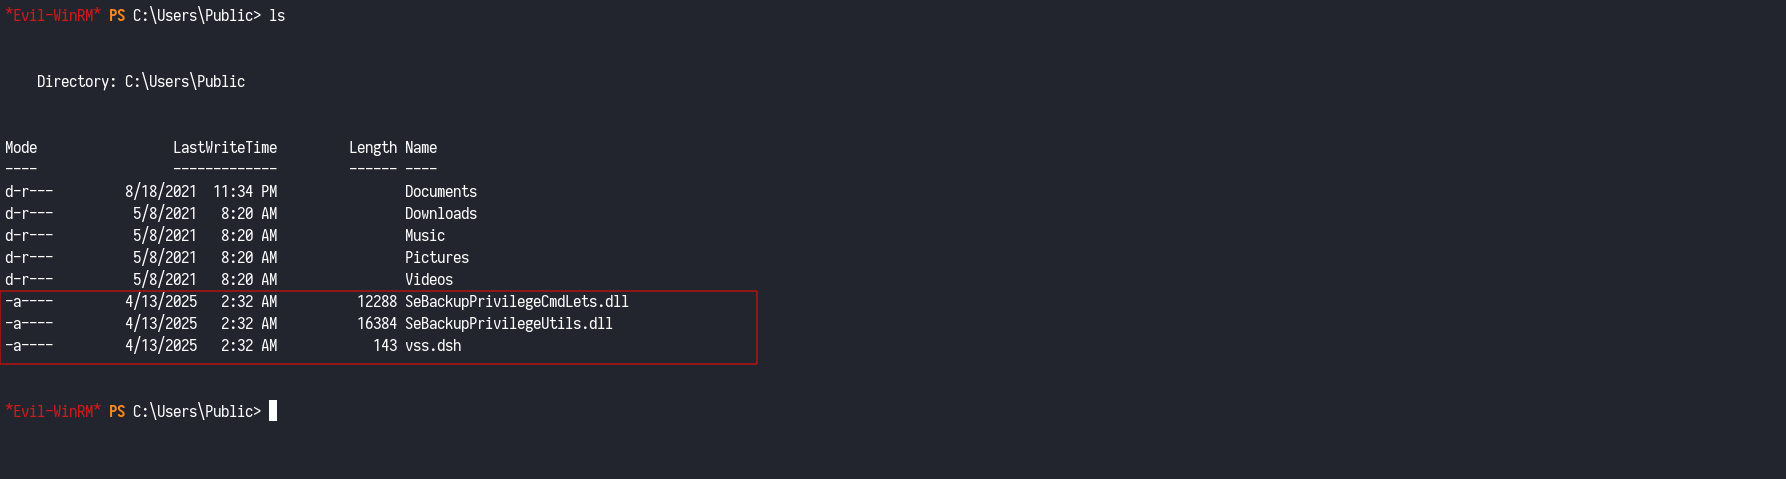 *Evil-WinRM* PS C:\Users\Public> ls
Directory: C:\Users\Public
Mode                 LastWriteTime         Length Name
----                 -------------         ------ ----
d-r---         8/18/2021  11:34 PM                Documents
d-r---          5/8/2021   8:20 AM                Downloads
d-r---          5/8/2021   8:20 AM                Music
d-r---          5/8/2021   8:20 AM                Pictures
d-r---          5/8/2021   8:20 AM                Videos
-a----         4/13/2025   2:32 AM          12288 SeBackupPrivilegeCmdLets.dll
-a----         4/13/2025   2:32 AM          16384 SeBackupPrivilegeUtils.dll
-a----         4/13/2025   2:32 AM            143 vss.dsh
*Evil-WinRM* PS C:\Users\Public>